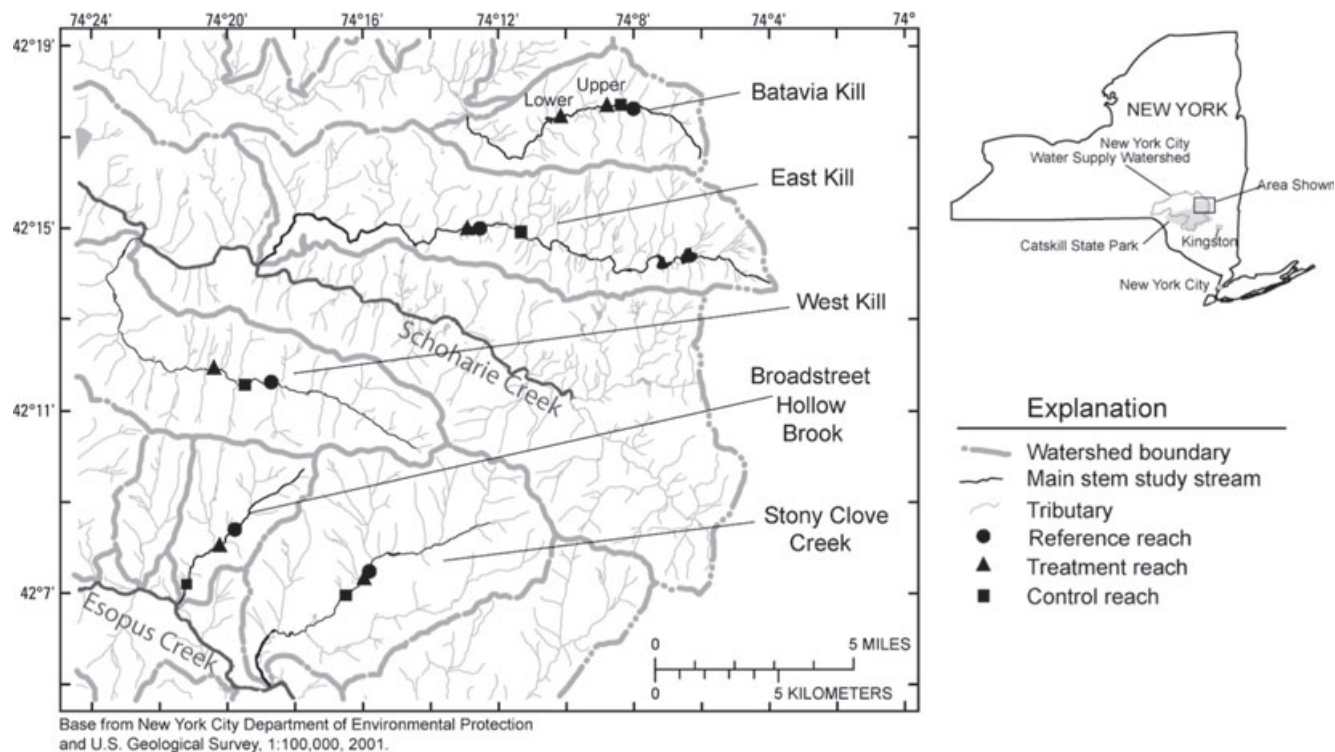 74°24'
74°20'
74°16'
74°12'
74°8'
74°4'
74°
42°19'
42°15'
42°11'
42°7'
Upper
Lower
Batavia Kill
East Kill
West Kill
Schoharie Creek
Broadstreet
Hollow
Brook
Stony Clove
Creek
Esopus Creek
0
5 MILES
0
5 KILOMETERS
Base from New York City Department of Environmental Protection
and U.S. Geological Survey, 1:100,000, 2001.
NEW YORK
New York City
Water Supply Watershed
Area Shown
Catskill State Park
Kingston
New York City
Explanation
Watershed boundary
Main stem study stream
Tributary
Reference reach
Treatment reach
Control reach